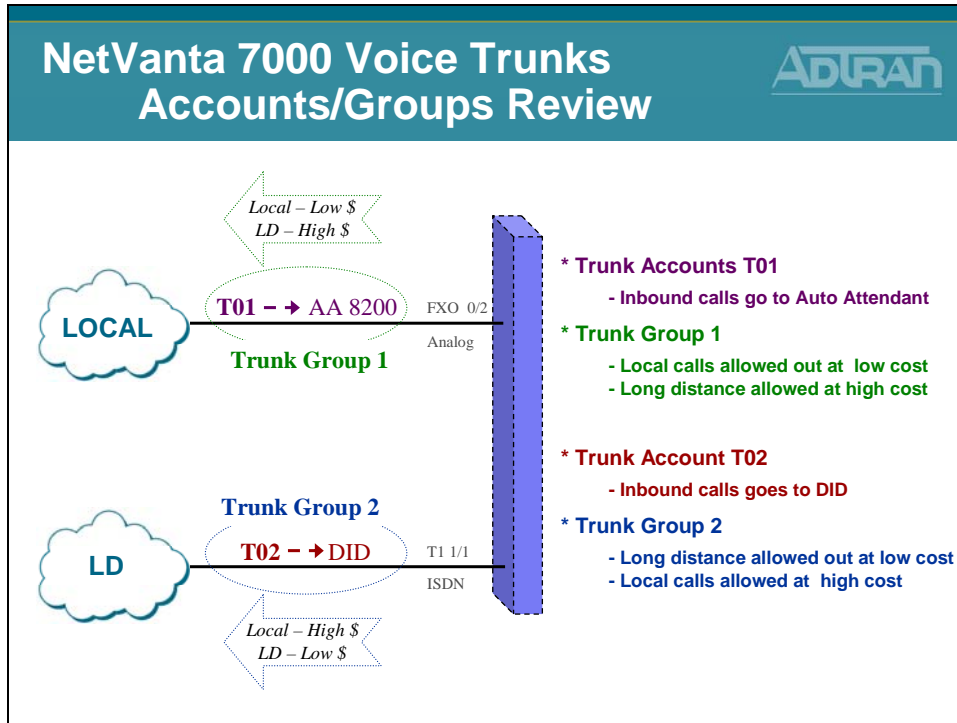 NetVanta 7000 Voice Trunks
Accounts/Groups Review
ADTRAN
Local – Low $
LD – High $
LOCAL
T01 → AA 8200
Trunk Group 1
FXO 0/2
Analog
Trunk Group 2
LD
T02 → DID
T1 1/1
ISDN
Local – High $
LD – Low $
* Trunk Accounts T01
- Inbound calls go to Auto Attendant
* Trunk Group 1
- Local calls allowed out at low cost
- Long distance allowed at high cost
* Trunk Account T02
- Inbound calls goes to DID
* Trunk Group 2
- Long distance allowed out at low cost
- Local calls allowed at high cost